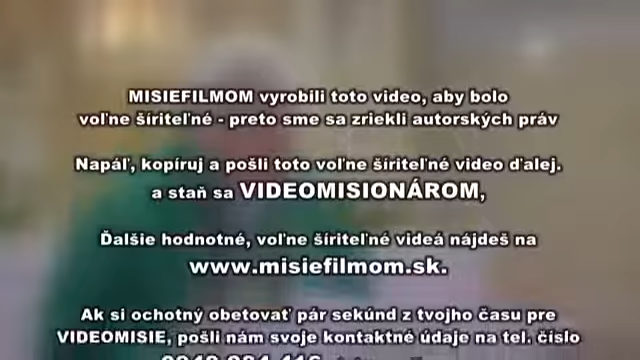 MISIEFILMOM vyrobili toto video, aby bolo
voľne šíriteľné - preto sme sa zriekli autorských práv
Napáľ, kopíruj a pošli toto voľne šíriteľné video ďalej.
a staň sa VIDEOMISIONÁROM,
Ďalšie hodnotné, voľne šíriteľné videá nájdeš na
www.misiefilmom.sk.
Ak si ochotný obetovať pár sekúnd z tvojho času pre
VIDEOMISIE, pošli nám svoje kontaktné údaje na tel. číslo